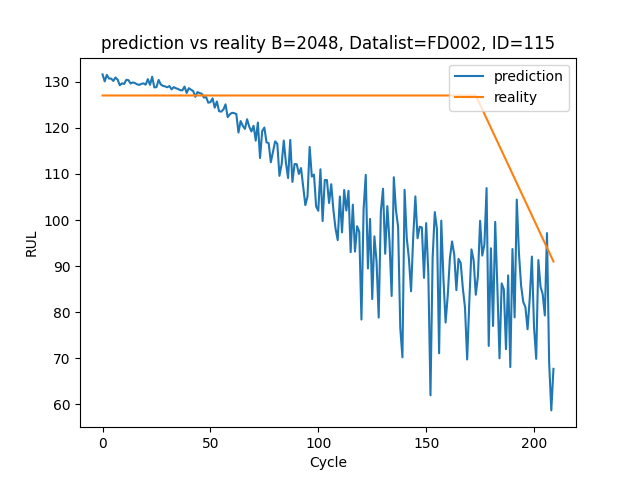 prediction vs reality B=2048, Datalist=FD002, ID=115
prediction
reality
RUL
130
120
110
100
90
80
70
60
0
50
100
150
200
Cycle